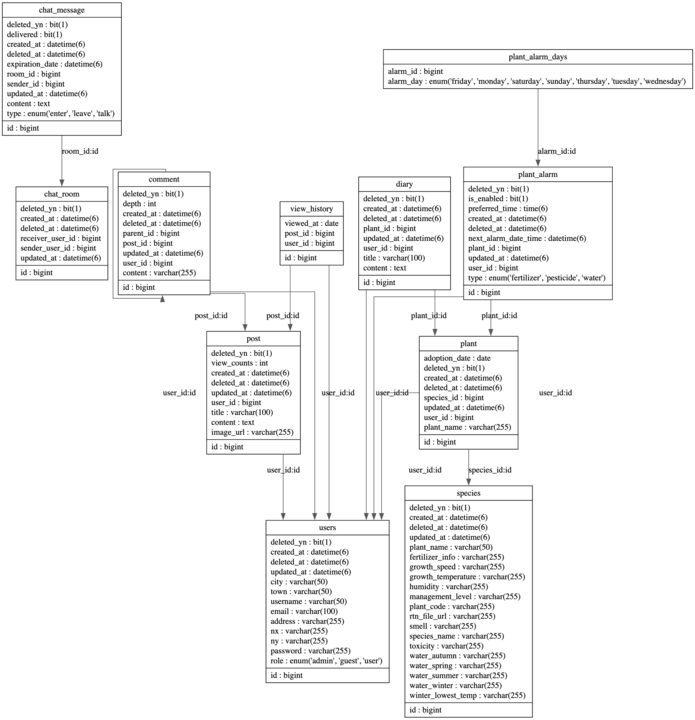 chat_message
deleted_yn : bit(1)
delivered : bit(1)
created_at : datetime(6)
deleted_at : datetime(6)
expiration_date : datetime(6)
room_id : bigint
sender_id : bigint
updated_at : datetime(6)
content : text
type : enum('enter', 'leave', 'talk')
id : bigint
plant_alarm_days
alarm_id : bigint
alarm_day : enum('friday', 'monday', 'saturday', 'sunday', 'thursday', 'tuesday', 'wednesday')
room_id:id
alarm_id:id
chat_room
deleted_yn : bit(1)
created_at : datetime(6)
deleted_at : datetime(6)
receiver_user_id : bigint
sender_user_id : bigint
updated_at : datetime(6)
id : bigint
comment
deleted_yn : bit(1)
depth : int
created_at : datetime(6)
deleted_at : datetime(6)
parent_id : bigint
post_id : bigint
updated_at : datetime(6)
user_id : bigint
content : varchar(255)
id : bigint
view_history
viewed_at : date
post_id : bigint
user_id : bigint
id : bigint
diary
deleted_yn : bit(1)
created_at : datetime(6)
deleted_at : datetime(6)
plant_id : bigint
updated_at : datetime(6)
user_id : bigint
title : varchar(100)
content : text
id : bigint
plant_alarm
deleted_yn : bit(1)
is_enabled : bit(1)
preferred_time : time(6)
created_at : datetime(6)
deleted_at : datetime(6)
next_alarm_date_time : datetime(6)
plant_id : bigint
updated_at : datetime(6)
user_id : bigint
type : enum('fertilizer', 'pesticide', 'water')
id : bigint
post_id:id
post_id:id
plant_id:id
plant_id:id
post
deleted_yn : bit(1)
view_counts : int
created_at : datetime(6)
deleted_at : datetime(6)
updated_at : datetime(6)
user_id : bigint
title : varchar(100)
content : text
image_url : varchar(255)
id : bigint
plant
adoption_date : date
deleted_yn : bit(1)
created_at : datetime(6)
deleted_at : datetime(6)
species_id : bigint
updated_at : datetime(6)
user_id : bigint
plant_name : varchar(255)
id : bigint
user_id:id
user_id:id
user_id:id
user_id:id
user_id:id
species_id:id
users
deleted_yn : bit(1)
created_at : datetime(6)
deleted_at : datetime(6)
updated_at : datetime(6)
city : varchar(50)
town : varchar(50)
username : varchar(50)
email : varchar(100)
address : varchar(255)
nx : varchar(255)
ny : varchar(255)
password : varchar(255)
role : enum('admin', 'guest', 'user')
id : bigint
species
deleted_yn : bit(1)
created_at : datetime(6)
deleted_at : datetime(6)
updated_at : datetime(6)
plant_name : varchar(50)
fertilizer_info : varchar(255)
growth_speed : varchar(255)
growth_temperature : varchar(255)
humidity : varchar(255)
management_level : varchar(255)
plant_code : varchar(255)
rtn_file_url : varchar(255)
smell : varchar(255)
species_name : varchar(255)
toxicity : varchar(255)
water_autumn : varchar(255)
water_spring : varchar(255)
water_summer : varchar(255)
water_winter : varchar(255)
winter_lowest_temp : varchar(255)
id : bigint